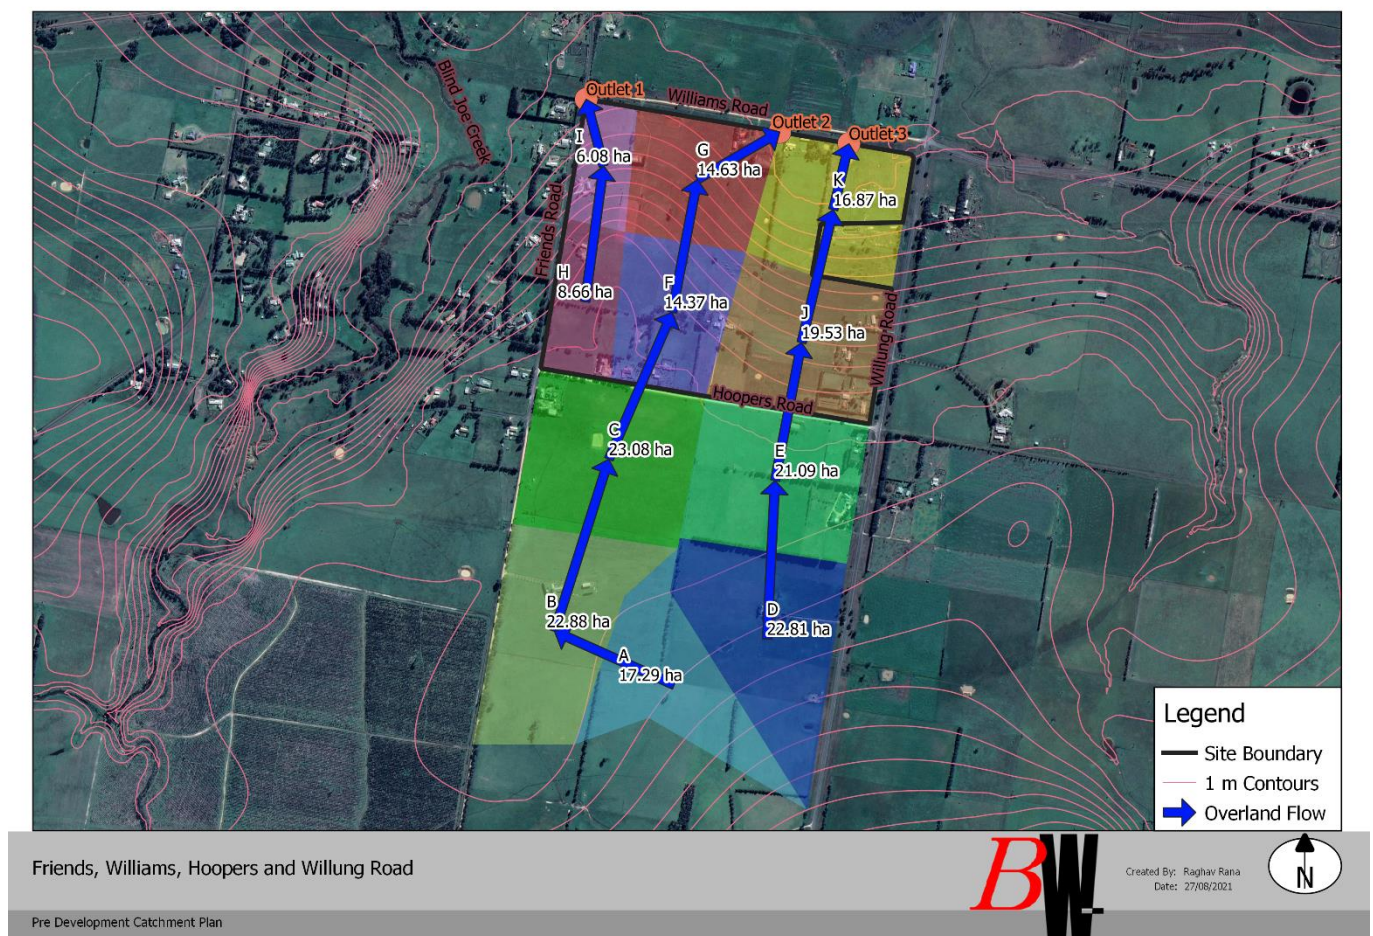 Blind Joe Creek
Outlet 1
Williams Road
Outlet 2
Outlet 3
I
6.08 ha
G
14.63 ha
K
16.87 ha
Friends Road
H
8.66 ha
F
14.37 ha
J
19.53 ha
Willung Road
Hoopers Road
C
23.08 ha
E
21.09 ha
B
22.88 ha
D
22.81 ha
A
17.29 ha
Legend
Site Boundary
1 m Contours
Overland Flow
Friends, Williams, Hoopers and Willung Road
BW
Created By: Raghav Rana
Date: 27/08/2021
N
Pre Development Catchment Plan